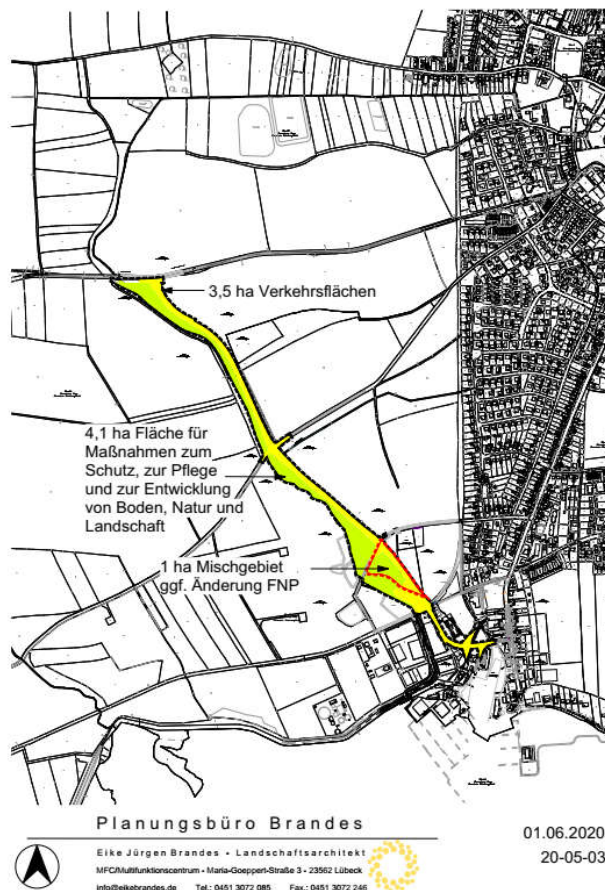 3,5 ha Verkehrsflächen
4,1 ha Fläche für
Maßnahmen zum
Schutz, zur Pflege
und zur Entwicklung
von Boden, Natur und
Landschaft
1 ha Mischgebiet
ggf. Änderung FNP
Planungsbüro Brandes
Eike Jürgen Brandes • Landschaftsarchitekt
MFC/Multifunktionscentrum • Maria-Goeppert-Straße 3 • 23562 Lübeck
info@eikebrandes.de Tel.: 0451 3072 085 Fax.: 0451 3072 246
01.06.2020
20-05-03